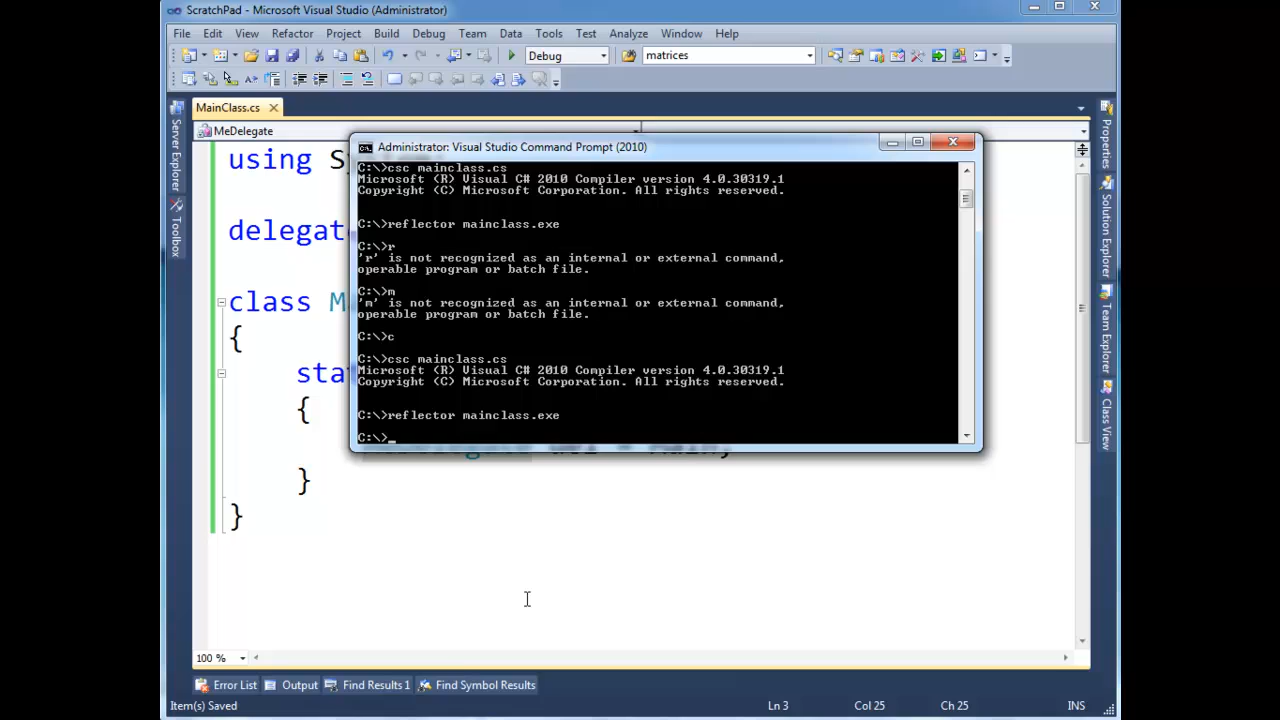 ScratchPad - Microsoft Visual Studio (Administrator)
File Edit View Refactor Project Build Debug Team Data Tools Test Analyze Window Help
Debug matrices
MainClass.cs
MeDelegate
Server Explorer
Toolbox
Properties
Solution Explorer
Team Explorer
Class View
using
delegat
class M
{
sta
{
}
}
Administrator: Visual Studio Command Prompt (2010)
C:\>csc mainclass.cs
Microsoft (R) Visual C# 2010 Compiler version 4.0.30319.1
Copyright (C) Microsoft Corporation. All rights reserved.
C:\>reflector mainclass.exe
C:\>r
'r' is not recognized as an internal or external command,
operable program or batch file.
C:\>m
'm' is not recognized as an internal or external command,
operable program or batch file.
C:\>c
C:\>csc mainclass.cs
Microsoft (R) Visual C# 2010 Compiler version 4.0.30319.1
Copyright (C) Microsoft Corporation. All rights reserved.
C:\>reflector mainclass.exe
C:\>_
100 %
Error List Output Find Results 1 Find Symbol Results
Item(s) Saved Ln 3 Col 25 Ch 25 INS